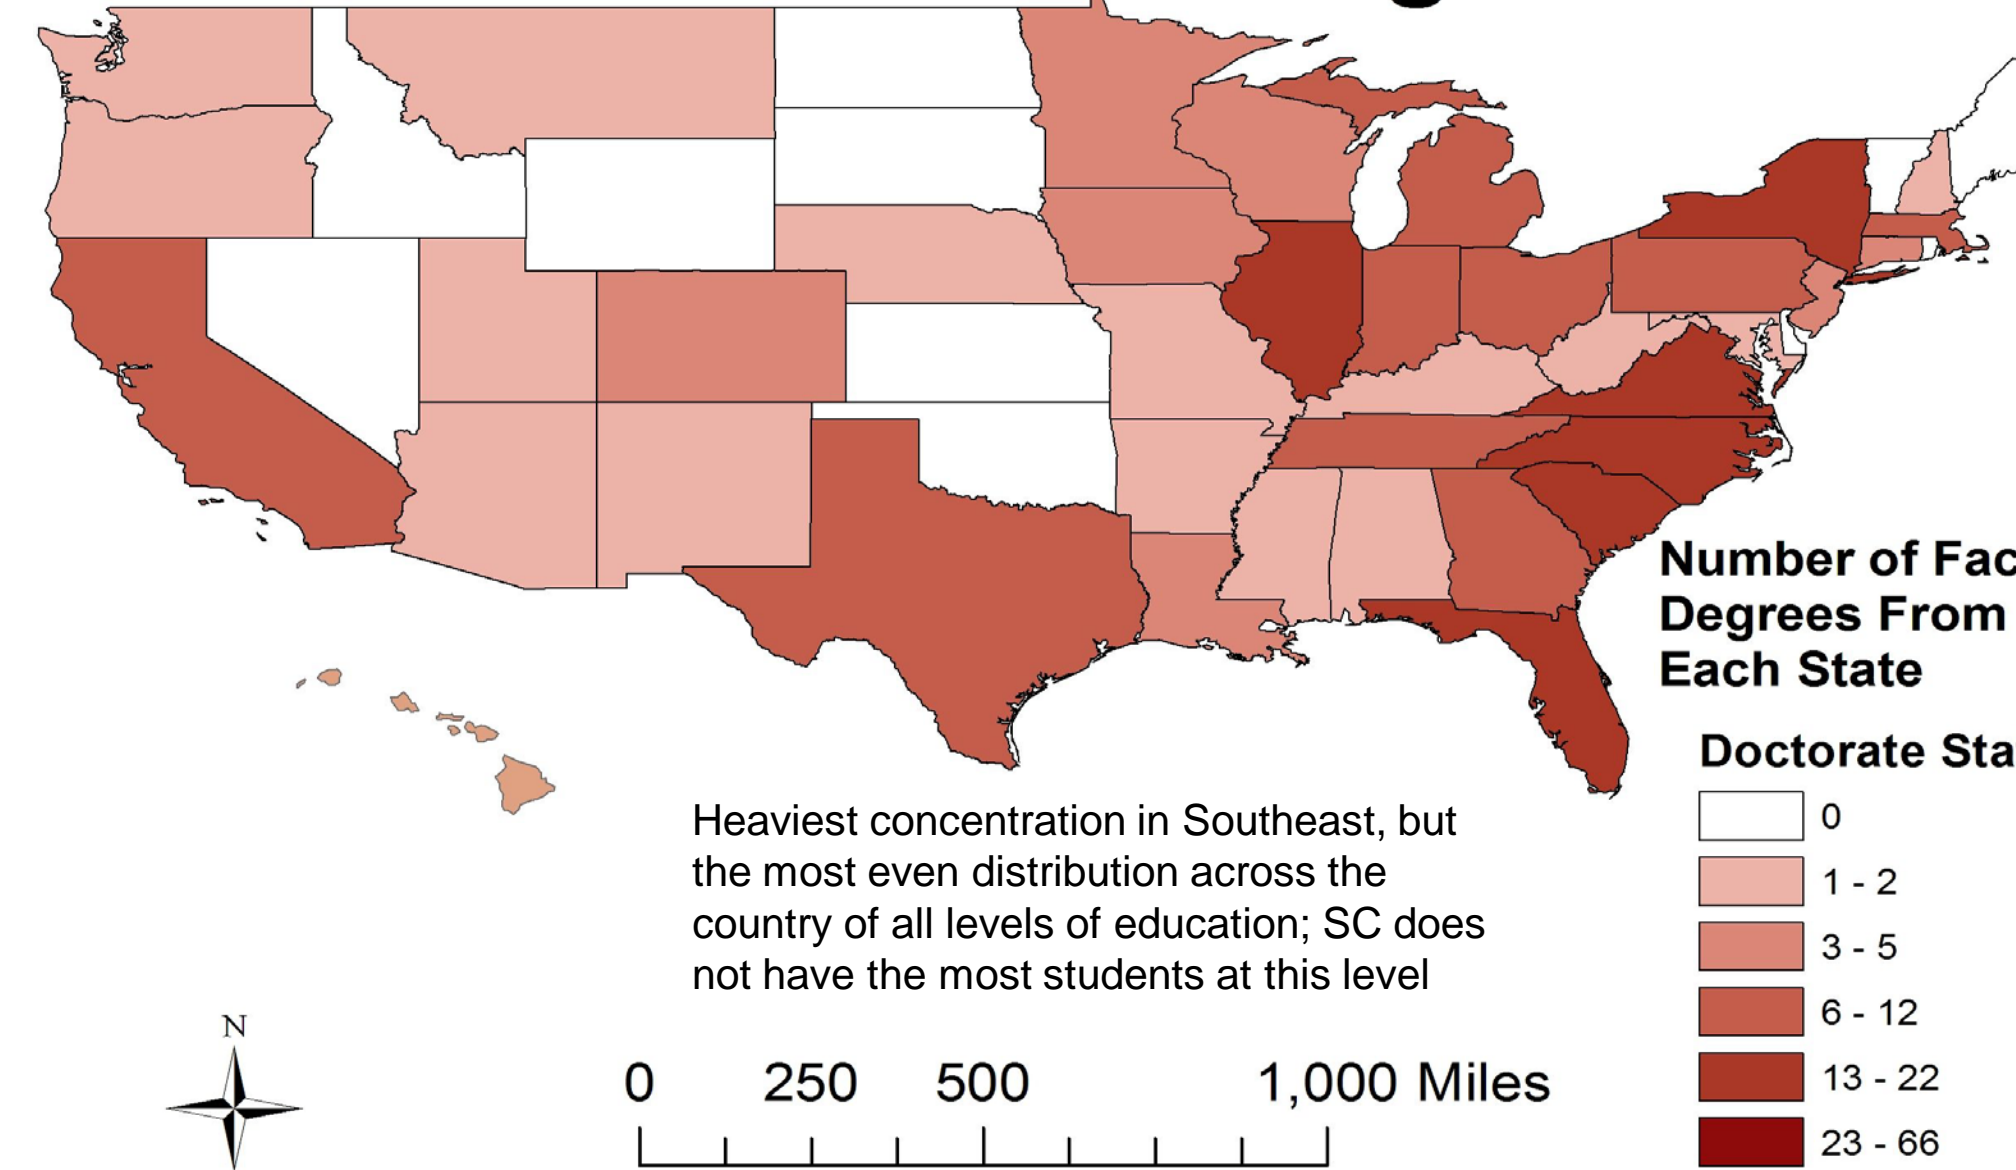 Number of Fac
Degrees From
Each State
Doctorate Sta
0
1 - 2
3 - 5
6 - 12
13 - 22
23 - 66
Heaviest concentration in Southeast, but
the most even distribution across the
country of all levels of education; SC does
not have the most students at this level
N
0 250 500 1,000 Miles